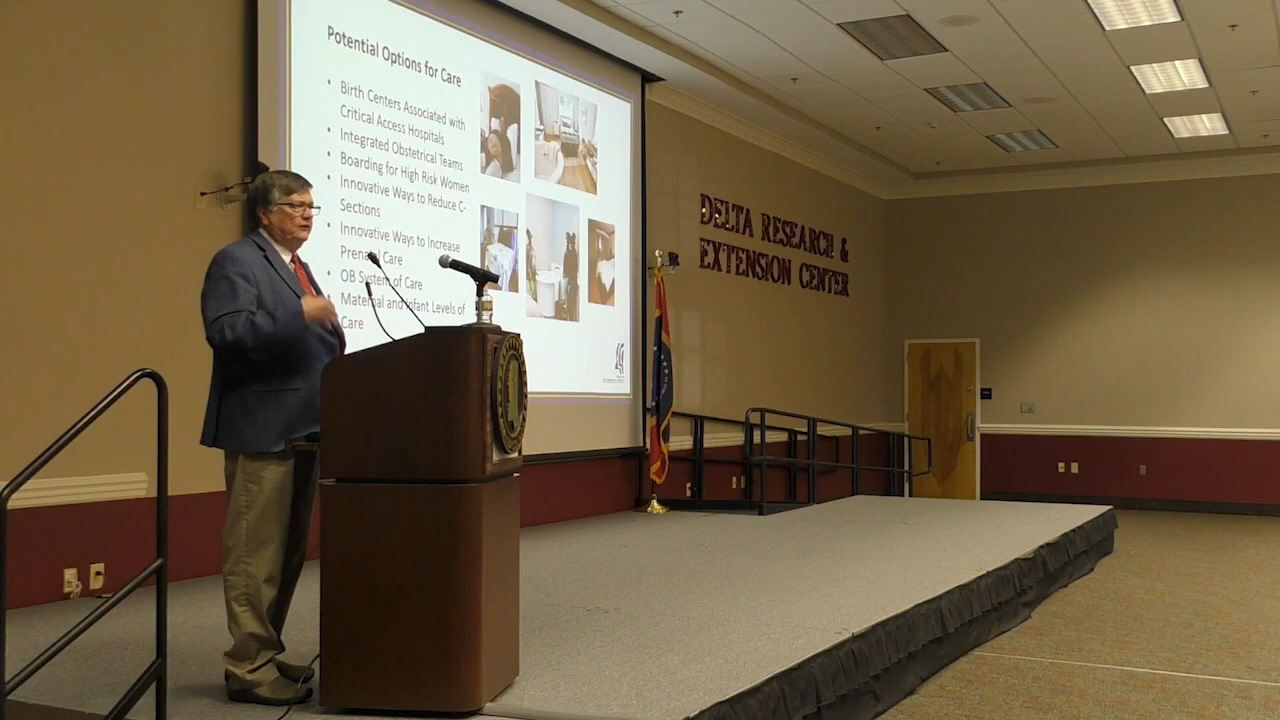 Potential Options for Care
• Birth Centers Associated with
Critical Access Hospitals
• Integrated Obstetrical Teams
• Boarding for High Risk Women
• Innovative Ways to Reduce C-
Sections
• Innovative Ways to Increase
Prenatal Care
• OB System of Care
• Maternal and Infant Levels of
Care
DELTA RESEARCH &
EXTENSION CENTER